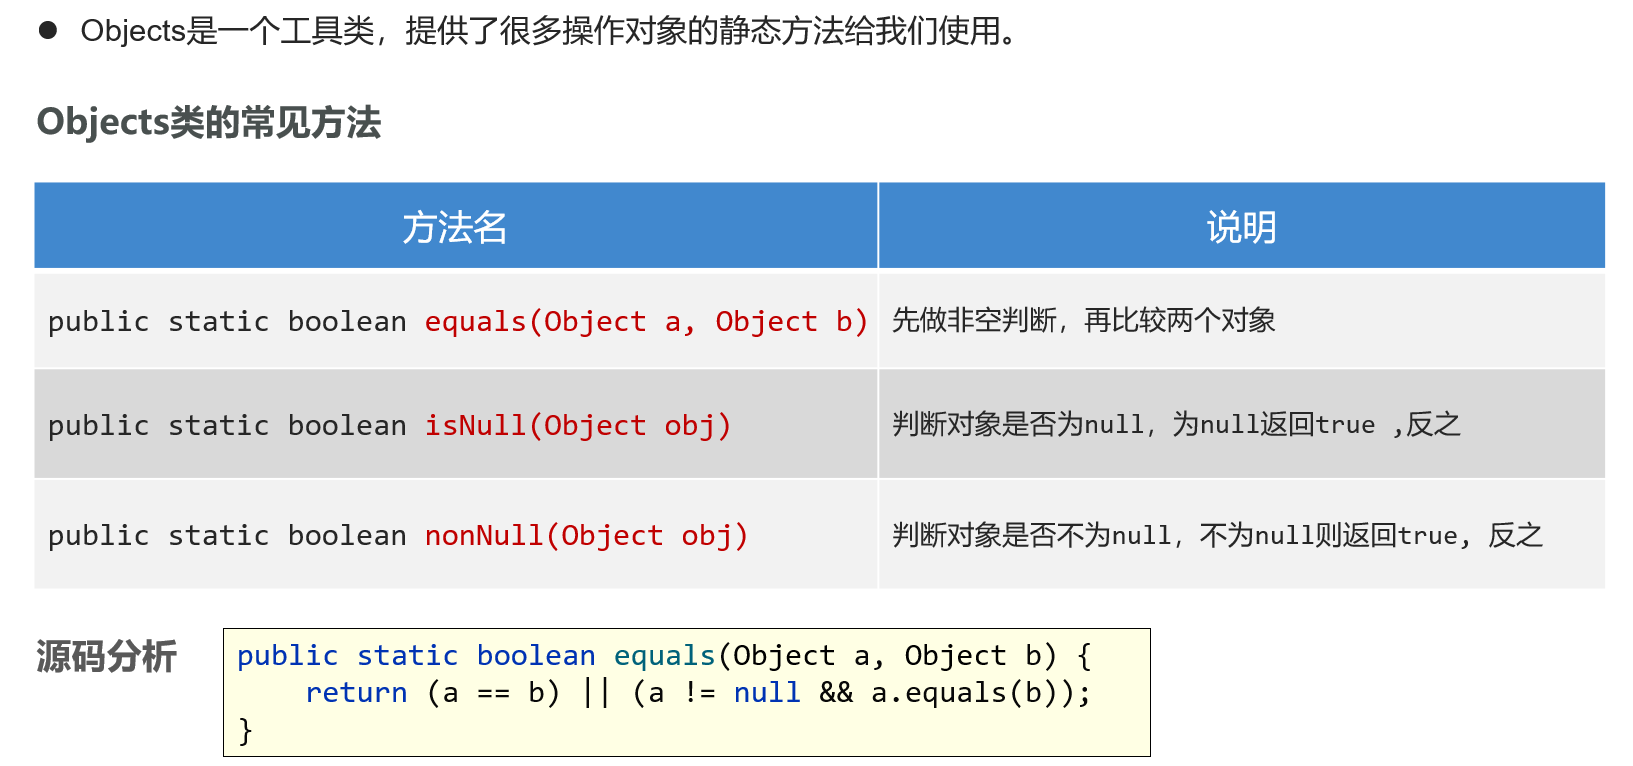 ● Objects是一个工具类，提供了很多操作对象的静态方法给我们使用。
Objects类的常见方法
方法名 说明
public static boolean equals(Object a, Object b) 先做非空判断，再比较两个对象
public static boolean isNull(Object obj) 判断对象是否为null，为null返回true ,反之
public static boolean nonNull(Object obj) 判断对象是否不为null，不为null则返回true, 反之
源码分析
public static boolean equals(Object a, Object b) {
    return (a == b) || (a != null && a.equals(b));
}